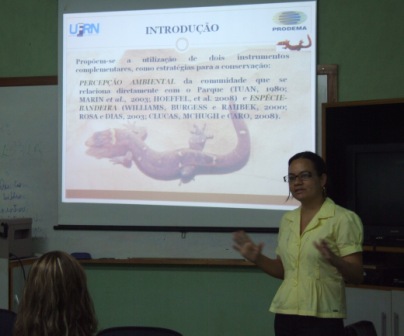 UFRN
INTRODUÇÃO
PRODEMA
Propõem-se a utilização de dois instrumentos
complementares, como estratégias para a conservação:
PERCEPÇÃO AMBIENTAL da comunidade que se
relaciona diretamente com o Parque (TUAN, 1980;
MARIN et al., 2003; HOEFFEL, et al. 2008) e ESPÉCIE-
BANDEIRA (WILLIAMS, BURGESS e RAHBEK, 2000;
ROSA e DIAS, 2003; CLUCAS, MCHUGH e CARO, 2008).